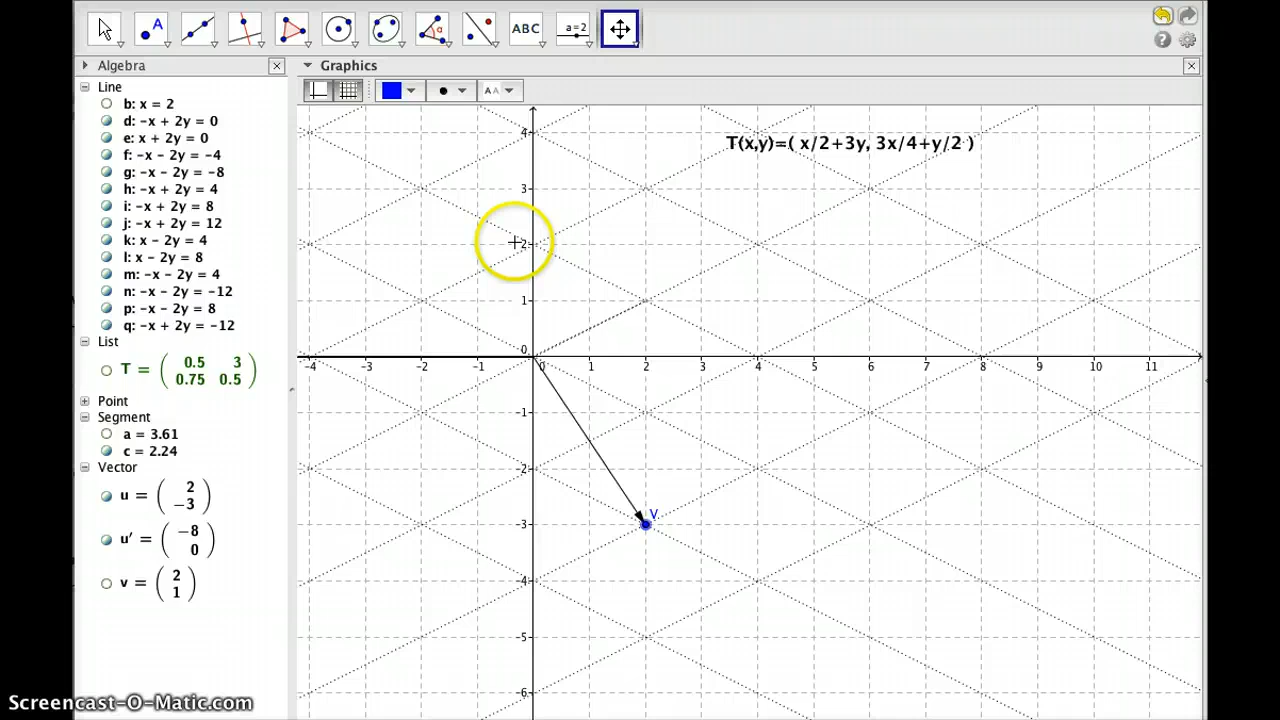 ABC
a=2
Algebra
Graphics
Line
b: x = 2
d: -x + 2y = 0
e: x + 2y = 0
f: -x - 2y = -4
g: -x - 2y = -8
h: -x + 2y = 4
i: -x + 2y = 8
j: -x + 2y = 12
k: x - 2y = 4
l: x - 2y = 8
m: -x - 2y = 4
n: -x - 2y = -12
p: -x - 2y = 8
q: -x + 2y = -12
List
T = ( 0.5 3
0.75 0.5 )
Point
Segment
a = 3.61
c = 2.24
Vector
u = ( 2
-3 )
u' = ( -8
0 )
v = ( 2
1 )
A A
T(x,y)=( x/2+3y, 3x/4+y/2 )
4
3
2
1
0
-4 -3 -2 -1 0 1 2 3 4 5 6 7 8 9 10 11
-1
-2
-3
V
-4
-5
-6
Screencast-O-Matic.com